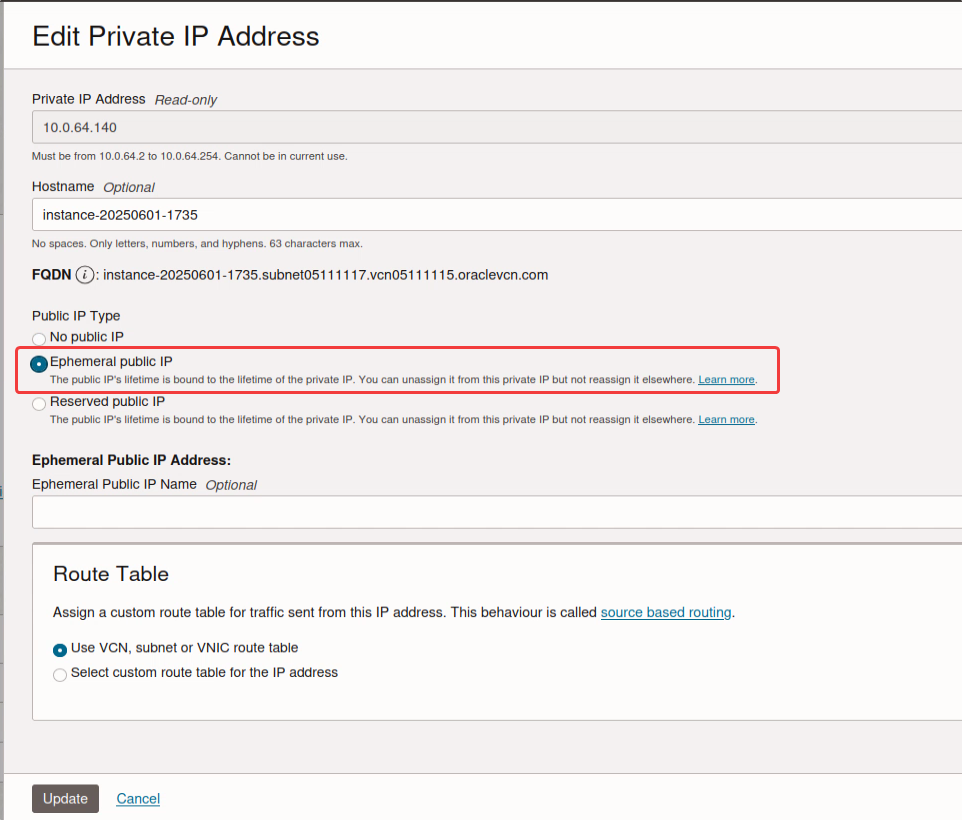 Edit Private IP Address
Private IP Address Read-only
10.0.64.140
Must be from 10.0.64.2 to 10.0.64.254. Cannot be in current use.
Hostname Optional
instance-20250601-1735
No spaces. Only letters, numbers, and hyphens. 63 characters max.
FQDN i : instance-20250601-1735.subnet05111117.vcn05111115.oraclevcn.com
Public IP Type
No public IP
Ephemeral public IP
The public IP's lifetime is bound to the lifetime of the private IP. You can unassign it from this private IP but not reassign it elsewhere. Learn more.
Reserved public IP
The public IP's lifetime is bound to the lifetime of the private IP. You can unassign it from this private IP but not reassign it elsewhere. Learn more.
Ephemeral Public IP Address:
Ephemeral Public IP Name Optional
Route Table
Assign a custom route table for traffic sent from this IP address. This behaviour is called source based routing.
Use VCN, subnet or VNIC route table
Select custom route table for the IP address
Update Cancel